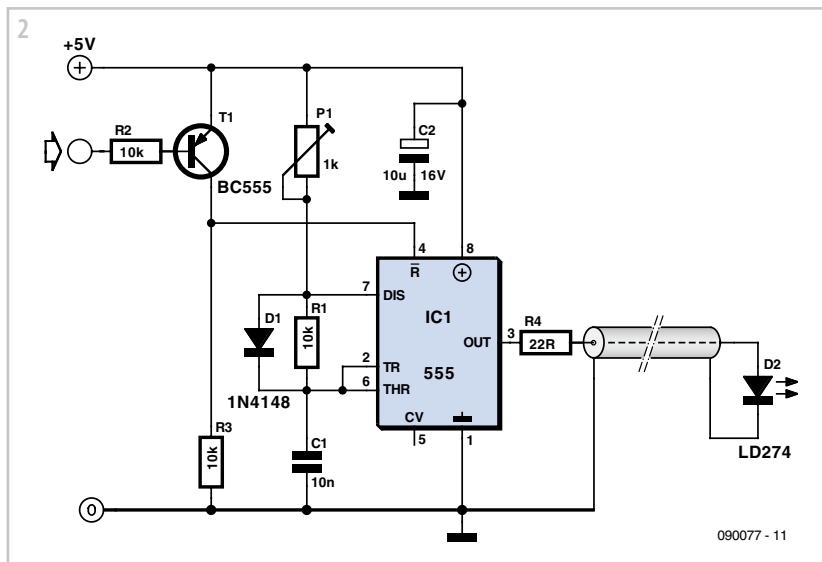 2
+5V
R2
10k
T1
BC555
P1
1k
C2
10u 16V
4
8
R
7
DIS
D1
R1
10k
IC1
OUT
3
R4
22R
2
TR
6
THR
555
1N4148
CV
5
1
D2
LD274
R3
10k
C1
10n
0
090077 - 11